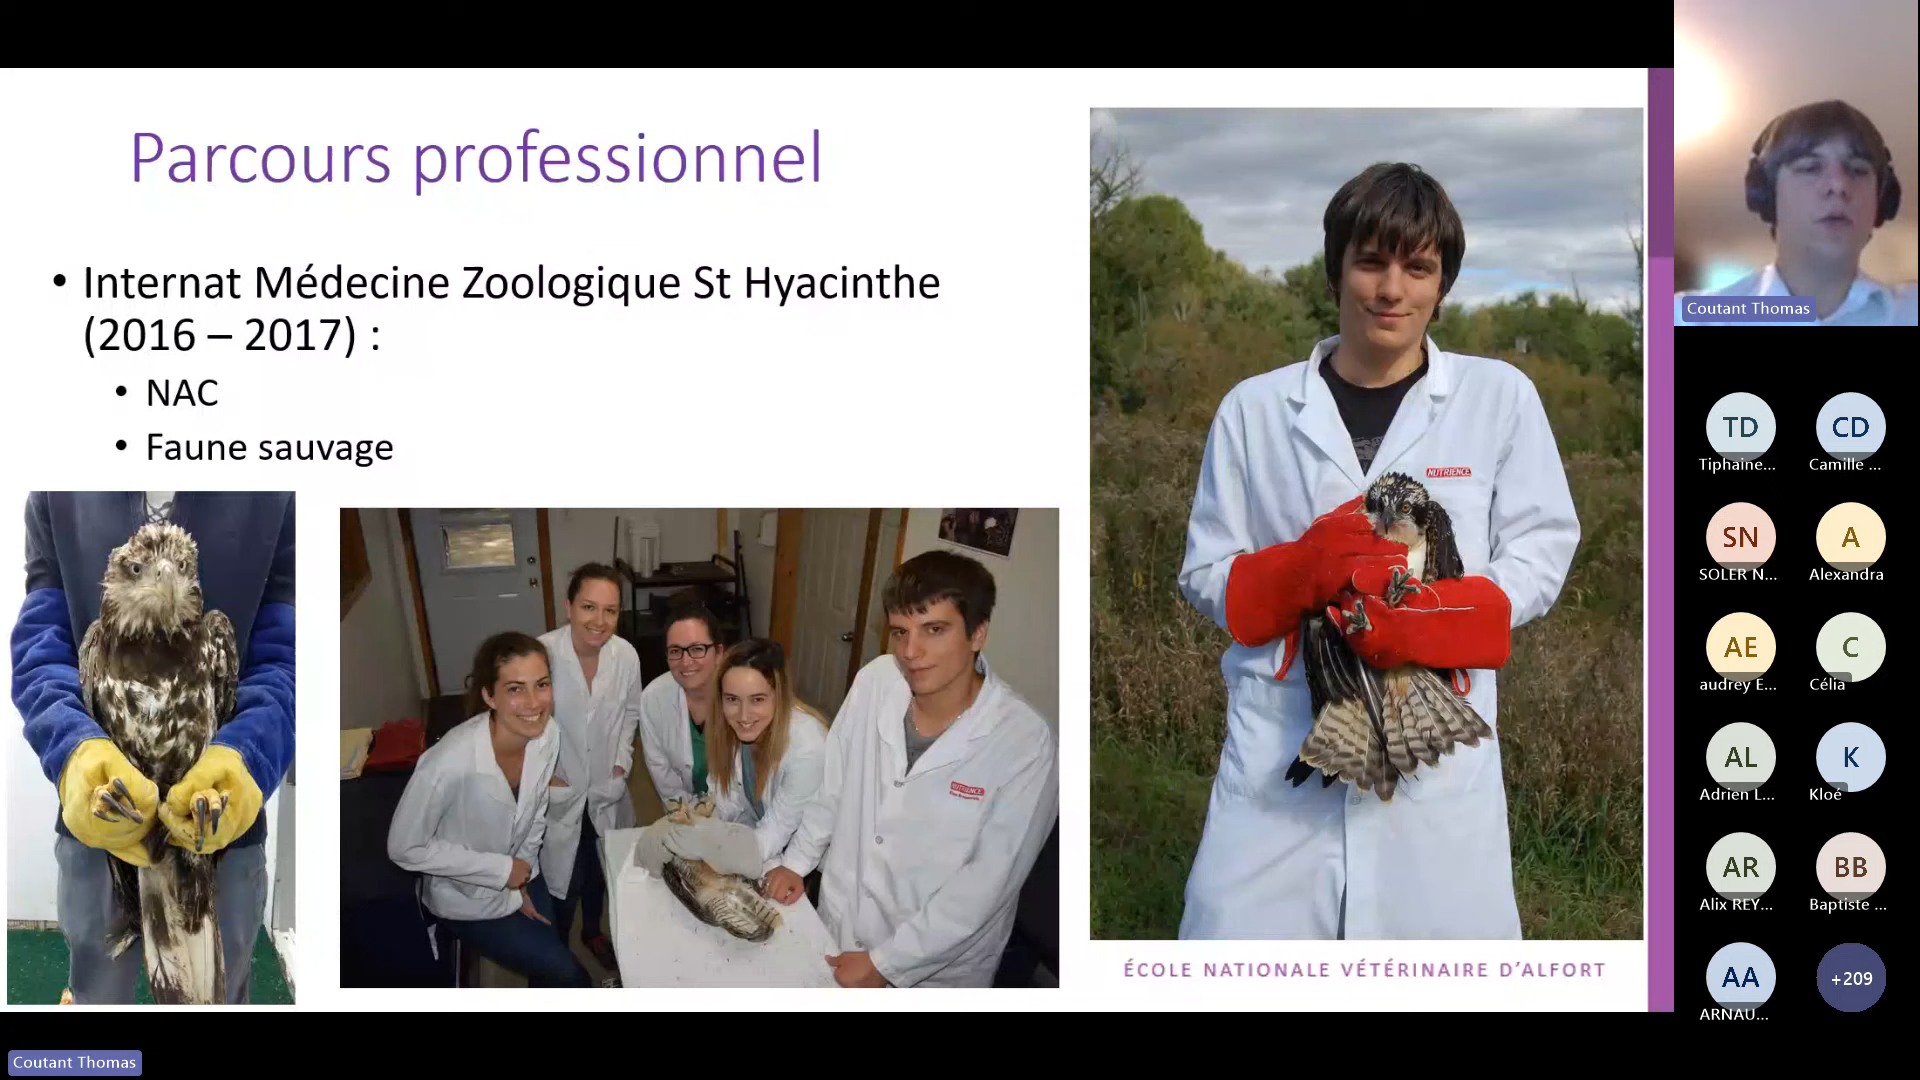 Parcours professionnel
• Internat Médecine Zoologique St Hyacinthe
(2016 – 2017) :
• NAC
• Faune sauvage
NUTRIENCE
NUTRIENCE
ÉCOLE NATIONALE VÉTÉRINAIRE D'ALFORT
Coutant Thomas
Coutant Thomas
TD
Tiphaine...
CD
Camille ...
SN
SOLER N...
A
Alexandra
AE
audrey E...
C
Célia
AL
Adrien L...
K
Kloé
AR
Alix REY...
BB
Baptiste ...
AA
ARNAU...
+209